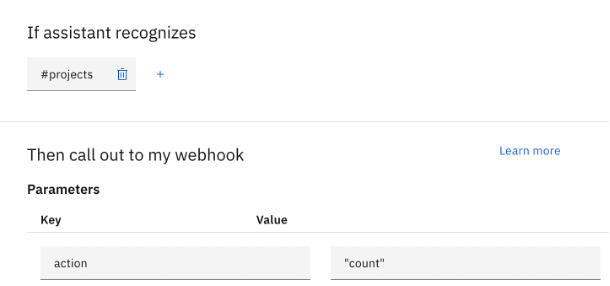 If assistant recognizes
#projects +
Then call out to my webhook Learn more
Parameters
Key Value
action "count"